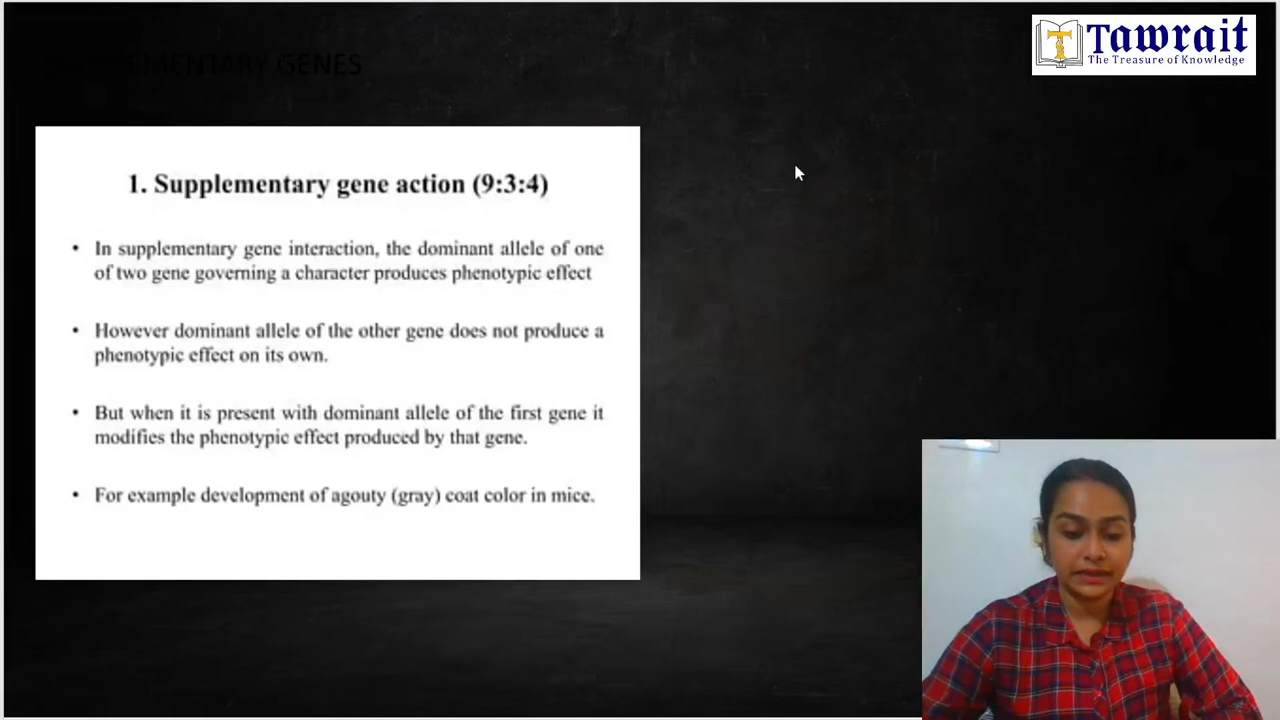 Tawrait
The Treasure of Knowledge
EMENTARY GENES
1. Supplementary gene action (9:3:4)
• In supplementary gene interaction, the dominant allele of one
of two gene governing a character produces phenotypic effect
• However dominant allele of the other gene does not produce a
phenotypic effect on its own.
• But when it is present with dominant allele of the first gene it
modifies the phenotypic effect produced by that gene.
• For example development of agouty (gray) coat color in mice.